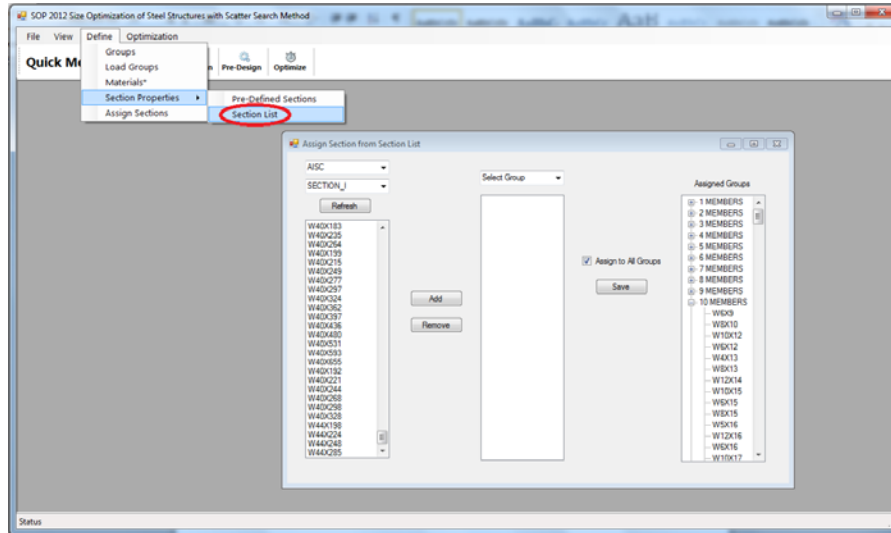 SOP 2012 Size Optimization of Steel Structures with Scatter Search Method
File View Define Optimization
Quick M
Pre-Design
Optimize
Groups
Load Groups
Materials*
Section Properties
Assign Sections
Pre-Defined Sections
Section List
Assign Section from Section List
AISC
SECTION_I
Refresh
W40X183
W40X235
W40X264
W40X199
W40X215
W40X249
W40X277
W40X297
W40X324
W40X362
W40X397
W40X436
W40X480
W40X531
W40X593
W40X655
W40X192
W40X221
W40X244
W40X268
W40X298
W40X328
W44X198
W44X224
W44X248
W44X285
Add
Remove
Select Group
Assign to All Groups
Save
Assigned Groups
1 MEMBERS
2 MEMBERS
3 MEMBERS
4 MEMBERS
5 MEMBERS
6 MEMBERS
7 MEMBERS
8 MEMBERS
9 MEMBERS
10 MEMBERS
W6X9
W8X10
W10X12
W6X12
W4X13
W8X13
W12X14
W10X15
W6X15
W8X15
W5X16
W12X16
W6X16
W10X17
Status